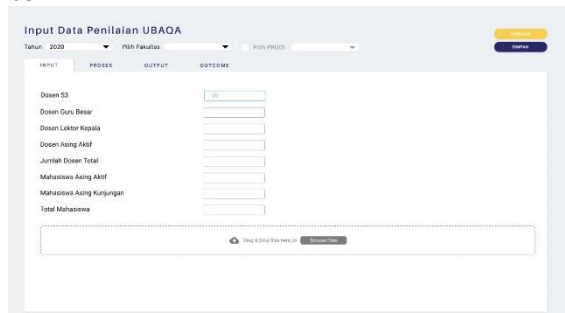 Input Data Penilaian UBAQA
Tahun 2020 Pilih Fakultas Pilih PRODI
SIMPAN
INPUT PROSES OUTPUT OUTCOME
Dosen S3 20
Dosen Guru Besar
Dosen Lektor Kepala
Dosen Asing Aktif
Jumlah Dosen Total
Mahasiswa Asing Aktif
Mahasiswa Asing Kunjungan
Total Mahasiswa
Drag & Drop files here, or Browse Files